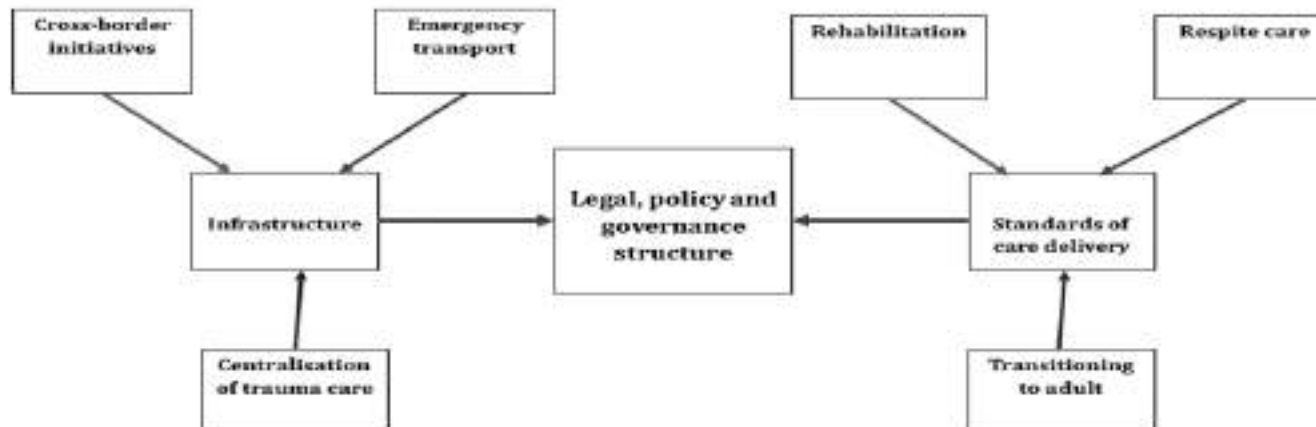 Cross-border
initiatives
Emergency
transport
Rehabilitation
Respite care
Infrastructure
Legal, policy and
governance
structure
Standards of
care delivery
Centralisation
of trauma care
Transitioning
to adult